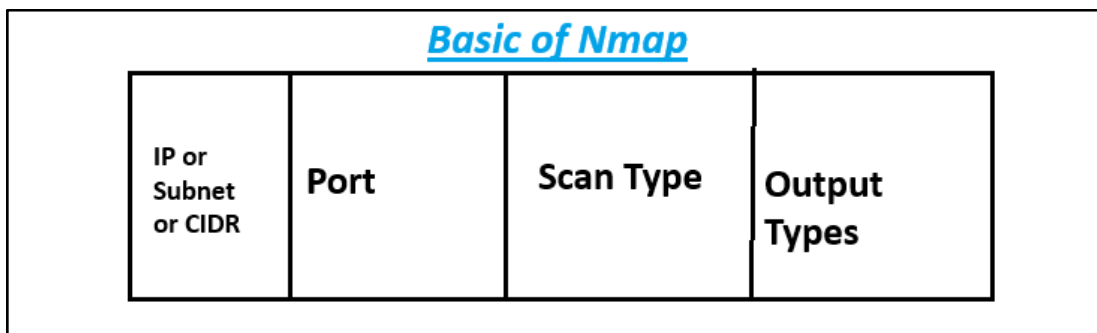 Basic of Nmap
IP or
Subnet
or CIDR
Port
Scan Type
Output
Types